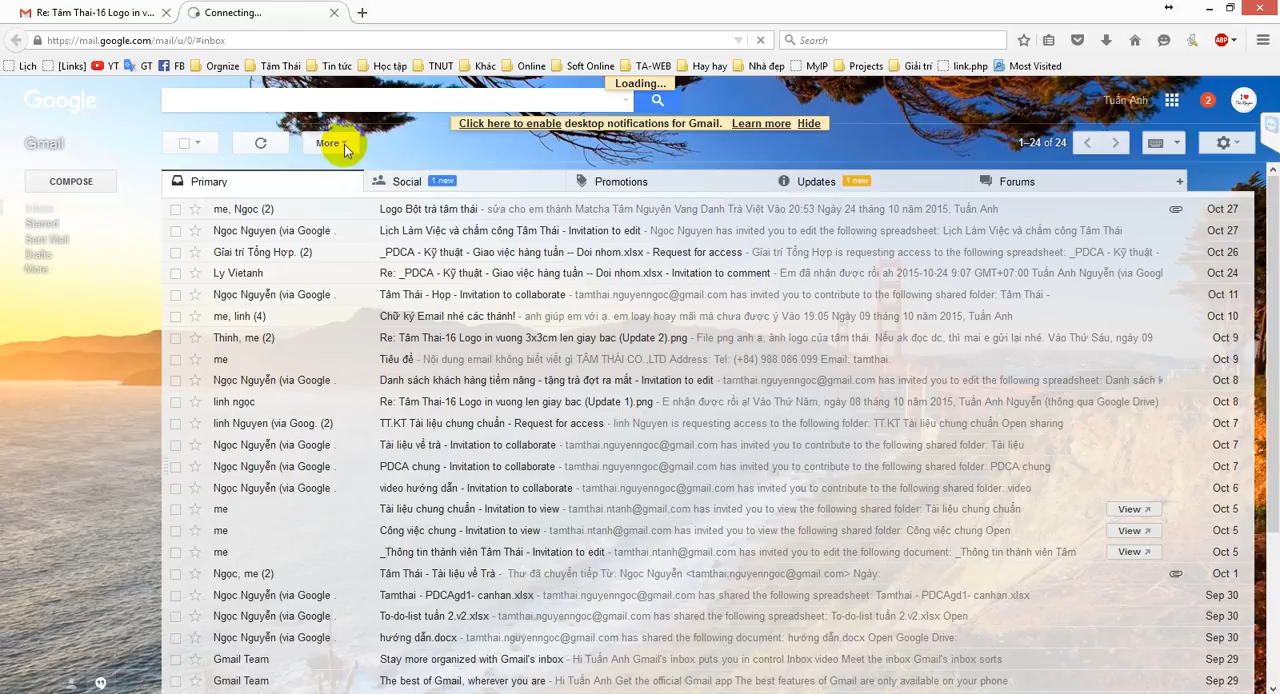 Re: Tâm Thai-16 Logo in v...
Connecting...
https://mail.google.com/mail/u/0/#inbox
Search
ABP
Lịch [Links] YT GT FB Orgnize Tâm Thái Tin tức Học tập TNUT Khác Online Soft Online TA-WEB Hay hay Nhà đẹp MyIP Projects Giải trí link.php Most Visited
Loading...
Google
Tuấn Anh
2
Click here to enable desktop notifications for Gmail. Learn more Hide
Gmail
More
1–24 of 24
COMPOSE
Primary
Social 1 new
Promotions
Updates 1 new
Forums
Inbox
Starred
Sent Mail
Drafts
More
me, Ngọc (2) Logo Bột trà tâm thái - sửa cho em thành Matcha Tâm Nguyên Vang Danh Trà Việt Vào 20:53 Ngày 24 tháng 10 năm 2015, Tuấn Anh Oct 27
Ngọc Nguyễn (via Google . Lịch Làm Việc và chấm công Tâm Thái - Invitation to edit - Ngọc Nguyen has invited you to edit the following spreadsheet: Lịch Làm Việc và chấm công Tâm Thái Oct 27
Giaỉ trí Tổng Hợp. (2) _PDCA - Kỹ thuật - Giao việc hàng tuần -- Doi nhom.xlsx - Request for access - Giaỉ trí Tổng Hợp is requesting access to the following spreadsheet: _PDCA - Kỹ thuật - Oct 26
Ly Vietanh Re: _PDCA - Kỹ thuật - Giao việc hàng tuần -- Doi nhom.xlsx - Invitation to comment - Em đã nhận được rồi ah 2015-10-24 9:07 GMT+07:00 Tuấn Anh Nguyễn (via Googl Oct 24
Ngọc Nguyễn (via Google . Tâm Thái - Họp - Invitation to collaborate - tamthai.nguyenngoc@gmail.com has invited you to contribute to the following shared folder: Tâm Thái - Oct 11
me, linh (4) Chữ ký Email nhé các thánh! - anh giúp em với ạ. em loay hoay mãi mà chưa được ý Vào 19:05 Ngày 09 tháng 10 năm 2015, Tuấn Anh Oct 10
Thinh, me (2) Re: Tâm Thai-16 Logo in vuong 3x3cm len giay bac (Update 2).png - File png anh ạ, ảnh logo của tâm thái. Nếu ak đọc dc, thì mai e gửi lại nhé. Vào Thứ Sáu, ngày 09 Oct 9
me Tiêu đề - Nội dung email không biết viết gì TÂM THÁI CO.,LTD Address: Tel: (+84) 988.086.099 Email: tamthai. Oct 9
Ngọc Nguyễn (via Google . Danh sách khách hàng tiềm năng - tặng trà đợt ra mắt - Invitation to edit - tamthai.nguyenngoc@gmail.com has invited you to edit the following spreadsheet: Danh sách k Oct 8
linh ngọc Re: Tâm Thai-16 Logo in vuong len giay bac (Update 1).png - E nhận được rồi ạ! Vào Thứ Năm, ngày 08 tháng 10 năm 2015, Tuấn Anh Nguyễn (thông qua Google Drive) Oct 8
linh Nguyen (via Goog. (2) TT.KT Tài liệu chung chuẩn - Request for access - linh Nguyen is requesting access to the following folder: TT.KT Tài liệu chung chuẩn Open sharing Oct 7
Ngọc Nguyễn (via Google . Tài liệu về trà - Invitation to collaborate - tamthai.nguyenngoc@gmail.com has invited you to contribute to the following shared folder: Tài liệu Oct 7
Ngọc Nguyễn (via Google . PDCA chung - Invitation to collaborate - tamthai.nguyenngoc@gmail.com has invited you to contribute to the following shared folder: PDCA chung Oct 7
Ngọc Nguyễn (via Google . video hướng dẫn - Invitation to collaborate - tamthai.nguyenngoc@gmail.com has invited you to contribute to the following shared folder: video Oct 6
me Tài liệu chung chuẩn - Invitation to view - tamthai.ntanh@gmail.com has invited you to view the following shared folder: Tài liệu chung chuẩn View Oct 5
me Công việc chung - Invitation to view - tamthai.ntanh@gmail.com has invited you to view the following shared folder: Công việc chung Open View Oct 5
me _Thông tin thành viên Tâm Thái - Invitation to edit - tamthai.ntanh@gmail.com has invited you to edit the following document: _Thông tin thành viên Tâm View Oct 5
Ngọc, me (2) Tâm Thái - Tài liệu về Trà - Thư đã chuyển tiếp Từ: Ngọc Nguyễn <tamthai.nguyenngoc@gmail.com> Ngày: Oct 1
Ngọc Nguyễn (via Google . Tamthai - PDCAgd1- canhan.xlsx - tamthai.nguyenngoc@gmail.com has shared the following spreadsheet: Tamthai - PDCAgd1- canhan.xlsx Sep 30
Ngọc Nguyễn (via Google . To-do-list tuần 2.v2.xlsx - tamthai.nguyenngoc@gmail.com has shared the following spreadsheet: To-do-list tuần 2.v2.xlsx Open Sep 30
Ngọc Nguyễn (via Google . hướng dẫn.docx - tamthai.nguyenngoc@gmail.com has shared the following document: hướng dẫn.docx Open Google Drive: Sep 30
Gmail Team Stay more organized with Gmail's inbox - Hi Tuấn Anh Gmail's inbox puts you in control Inbox video Meet the inbox Gmail's inbox sorts Sep 29
Gmail Team The best of Gmail, wherever you are - Hi Tuấn Anh Get the official Gmail app The best features of Gmail are only available on your phone Sep 29